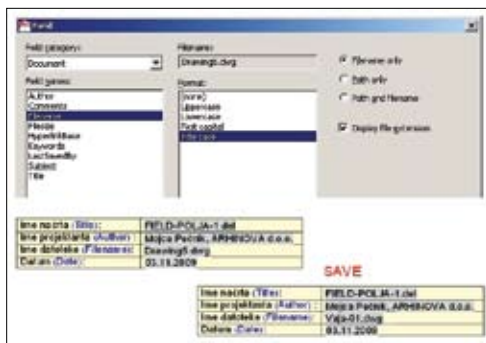 Field
Field category:
Document
Field names:
Author
Comments
Filename
Filesize
HyperlinkBase
Keywords
LastSavedBy
Subject
Title
Filename:
Drawing5.dwg
Format:
(none)
Uppercase
Lowercase
First capital
Title case
Filename only
Path only
Path and filename
Display file extension
Ime načrta (Title): FIELD-POLJA-1.del
Ime projektanta (Author): Mojca Pečnik, ARHINOVA d.o.o.
Ime datoteke (Filename): Drawing5.dwg
Datum (Date): 03.11.2009
SAVE
Ime načrta (Title): FIELD-POLJA-1.del
Ime projektanta (Author): Mojca Pečnik, ARHINOVA d.o.o.
Ime datoteke (Filename): Vaja-01.dwg
Datum (Date): 03.11.2009